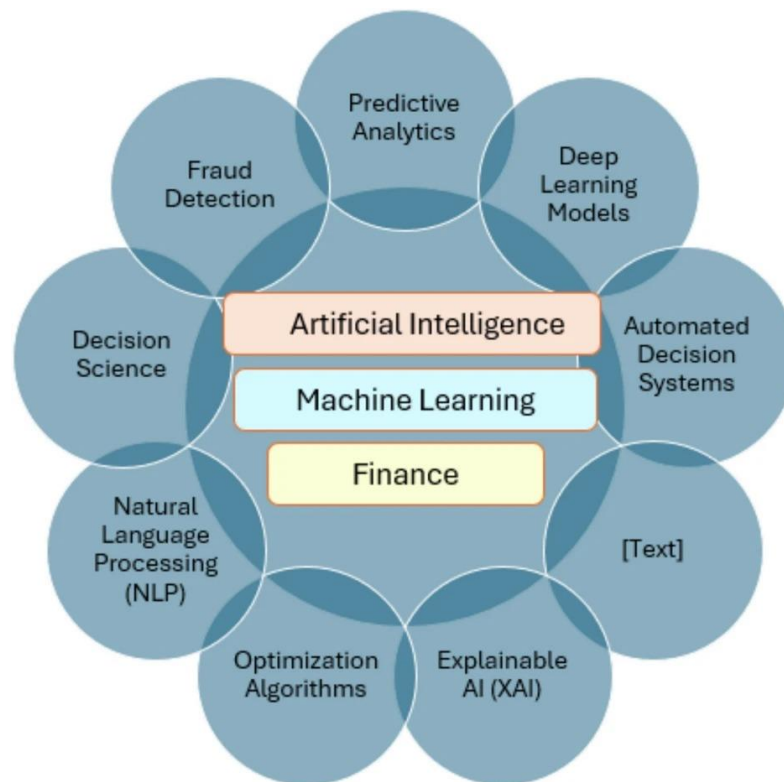 Predictive
Analytics
Deep
Learning
Models
Automated
Decision
Systems
[Text]
Explainable
AI (XAI)
Optimization
Algorithms
Natural
Language
Processing
(NLP)
Decision
Science
Fraud
Detection
Artificial Intelligence
Machine Learning
Finance